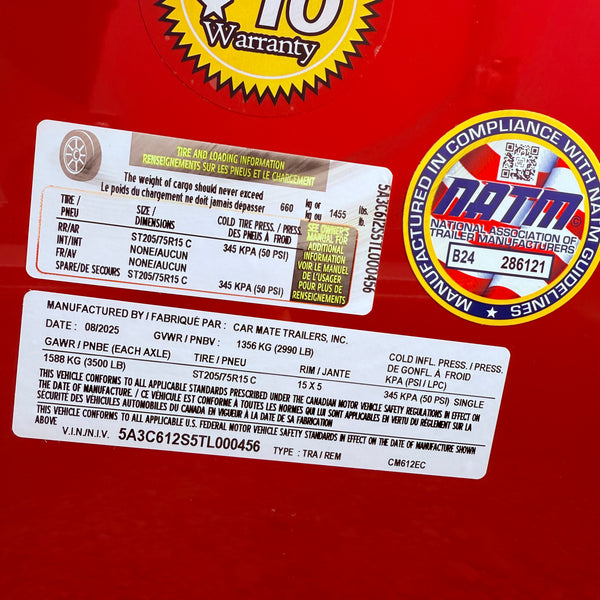 10
Warranty
TIRE AND LOADING INFORMATION
RENSEIGNEMENTS SUR LES PNEUS ET LE CHARGEMENT
The weight of cargo should never exceed 660 kg or 1455 lbs.
Le poids du chargement ne doit jamais dépasser kg ou lb.
TIRE / SIZE / COLD TIRE PRESS. / PRESS.
PNEU DIMENSIONS DES PNEUS À FROID
RR/AR ST205/75R15 C 345 KPA (50 PSI)
INT/INT NONE/AUCUN
FR/AV NONE/AUCUN
SPARE/DE SECOURS ST205/75R15 C 345 KPA (50 PSI)
SEE OWNER'S
MANUAL FOR
ADDITIONAL
INFORMATION
VOIR LE MANUEL
DE L'USAGER
POUR PLUS DE
RENSEIGNEMENTS
5A3C612S5TL000456
MANUFACTURED IN COMPLIANCE WITH NATM GUIDELINES
NATM®
NATIONAL ASSOCIATION OF
TRAILER MANUFACTURERS
B24 286121
MANUFACTURED BY / FABRIQUÉ PAR : CAR MATE TRAILERS, INC.
DATE : 08/2025 GVWR / PNBV : 1356 KG (2990 LB)
GAWR / PNBE (EACH AXLE) TIRE / PNEU RIM / JANTE COLD INFL. PRESS. / PRESS.
DE GONFL. À FROID
KPA (PSI / LPC)
1588 KG (3500 LB) ST205/75R15 C 15 X 5 345 KPA (50 PSI) SINGLE
THIS VEHICLE CONFORMS TO ALL APPLICABLE STANDARDS PRESCRIBED UNDER THE CANADIAN MOTOR VEHICLE SAFETY REGULATIONS IN EFFECT ON
THE DATE OF MANUFACTURE. / CE VÉHICULE EST CONFORME À TOUTES LES NORMES QUI LUI SONT APPLICABLES EN VERTU DU RÈGLEMENT SUR LA
SÉCURITÉ DES VÉHICULES AUTOMOBILES DU CANADA EN VIGUEUR À LA DATE DE SA FABRICATION
THIS VEHICLE CONFORMS TO ALL APPLICABLE U.S. FEDERAL MOTOR VEHICLE SAFETY STANDARDS IN EFFECT ON THE DATE OF MANUFACTURE SHOWN
ABOVE
V.I.N./N.I.V. 5A3C612S5TL000456 TYPE : TRA / REM CM612EC